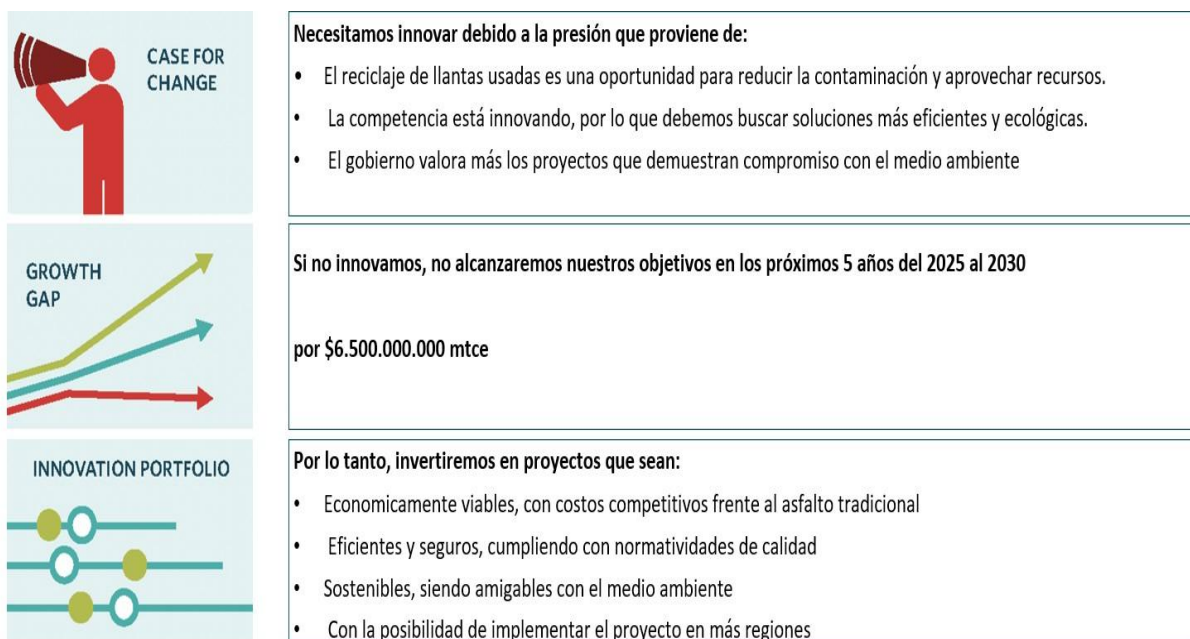 CASE FOR
CHANGE
Necesitamos innovar debido a la presión que proviene de:
• El reciclaje de llantas usadas es una oportunidad para reducir la contaminación y aprovechar recursos.
• La competencia está innovando, por lo que debemos buscar soluciones más eficientes y ecológicas.
• El gobierno valora más los proyectos que demuestran compromiso con el medio ambiente
GROWTH
GAP
Si no innovamos, no alcanzaremos nuestros objetivos en los próximos 5 años del 2025 al 2030
por $6.500.000.000 mtce
INNOVATION PORTFOLIO
Por lo tanto, invertiremos en proyectos que sean:
• Economicamente viables, con costos competitivos frente al asfalto tradicional
• Eficientes y seguros, cumpliendo con normatividades de calidad
• Sostenibles, siendo amigables con el medio ambiente
• Con la posibilidad de implementar el proyecto en más regiones